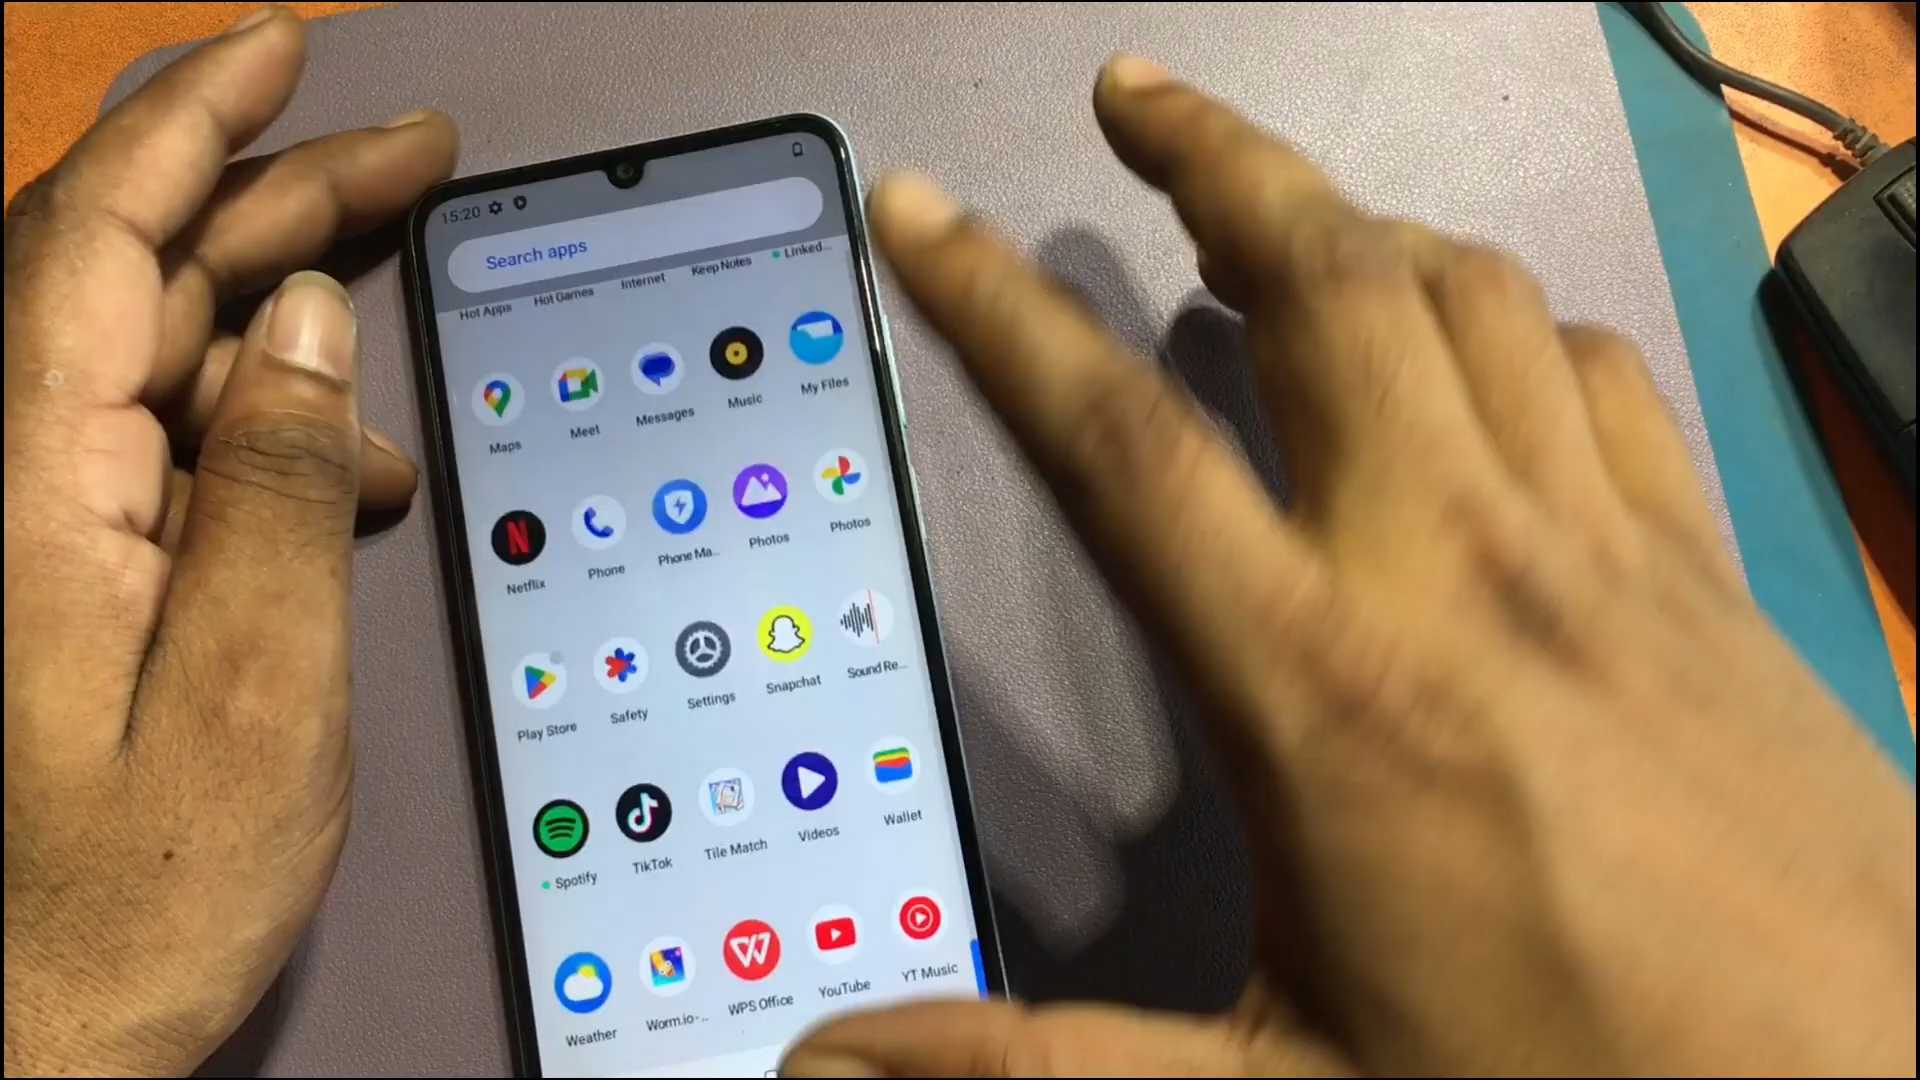 15:20
Search apps
Hot Apps Hot Games Internet Keep Notes Linked...
Maps Meet Messages Music My Files
Netflix Phone Phone Ma... Photos Photos
Play Store Safety Settings Snapchat Sound Re...
Spotify TikTok Tile Match Videos Wallet
Weather Worm.io-... WPS Office YouTube YT Music